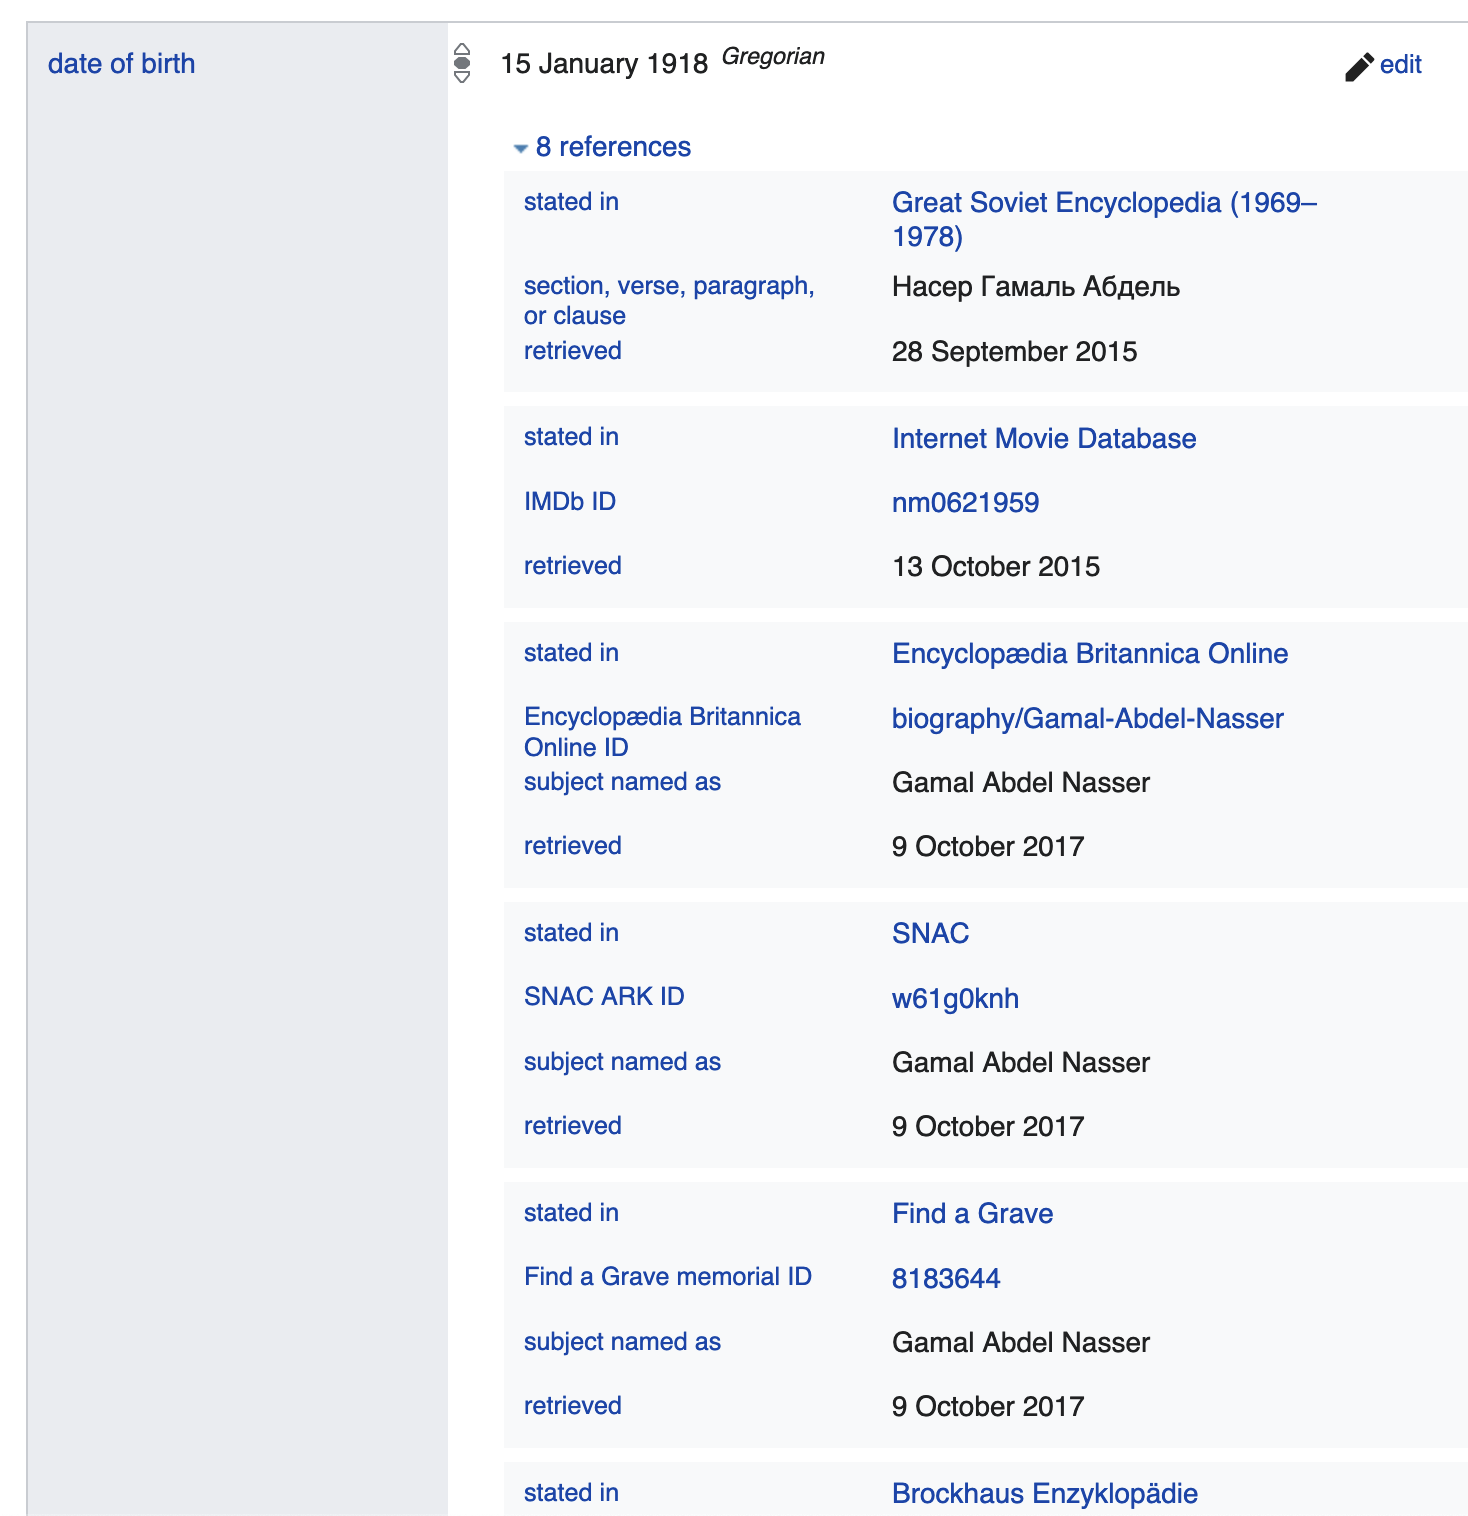 date of birth
15 January 1918 Gregorian
edit
8 references
stated in
Great Soviet Encyclopedia (1969–
1978)
section, verse, paragraph,
or clause
Насер Гамаль Абдель
retrieved
28 September 2015
stated in
Internet Movie Database
IMDb ID
nm0621959
retrieved
13 October 2015
stated in
Encyclopædia Britannica Online
Encyclopædia Britannica
Online ID
biography/Gamal-Abdel-Nasser
subject named as
Gamal Abdel Nasser
retrieved
9 October 2017
stated in
SNAC
SNAC ARK ID
w61g0knh
subject named as
Gamal Abdel Nasser
retrieved
9 October 2017
stated in
Find a Grave
Find a Grave memorial ID
8183644
subject named as
Gamal Abdel Nasser
retrieved
9 October 2017
stated in
Brockhaus Enzyklopädie